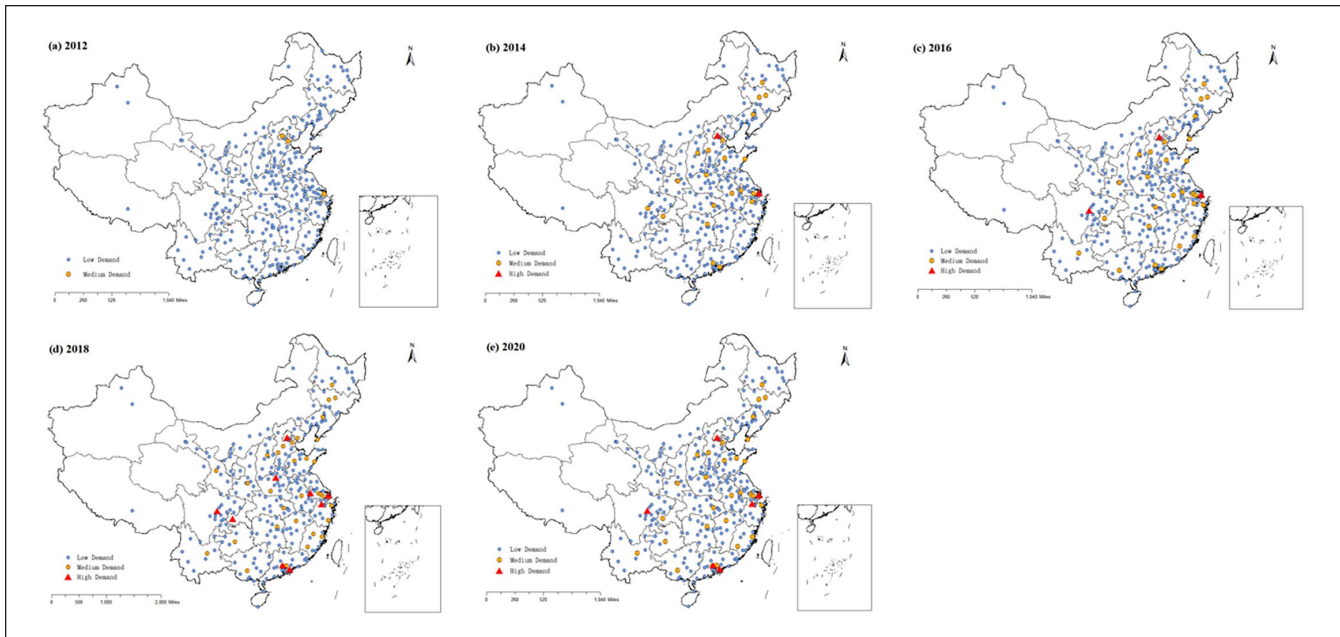 (a) 2012
N
Low Demand
Medium Demand
0 260 520 1,040 Miles
(b) 2014
N
Low Demand
Medium Demand
High Demand
0 260 520 1,040 Miles
(c) 2016
N
Low Demand
Medium Demand
High Demand
0 260 520 1,040 Miles
(d) 2018
N
Low Demand
Medium Demand
High Demand
0 500 1,000 2,000 Miles
(e) 2020
N
Low Demand
Medium Demand
High Demand
0 260 520 1,040 Miles